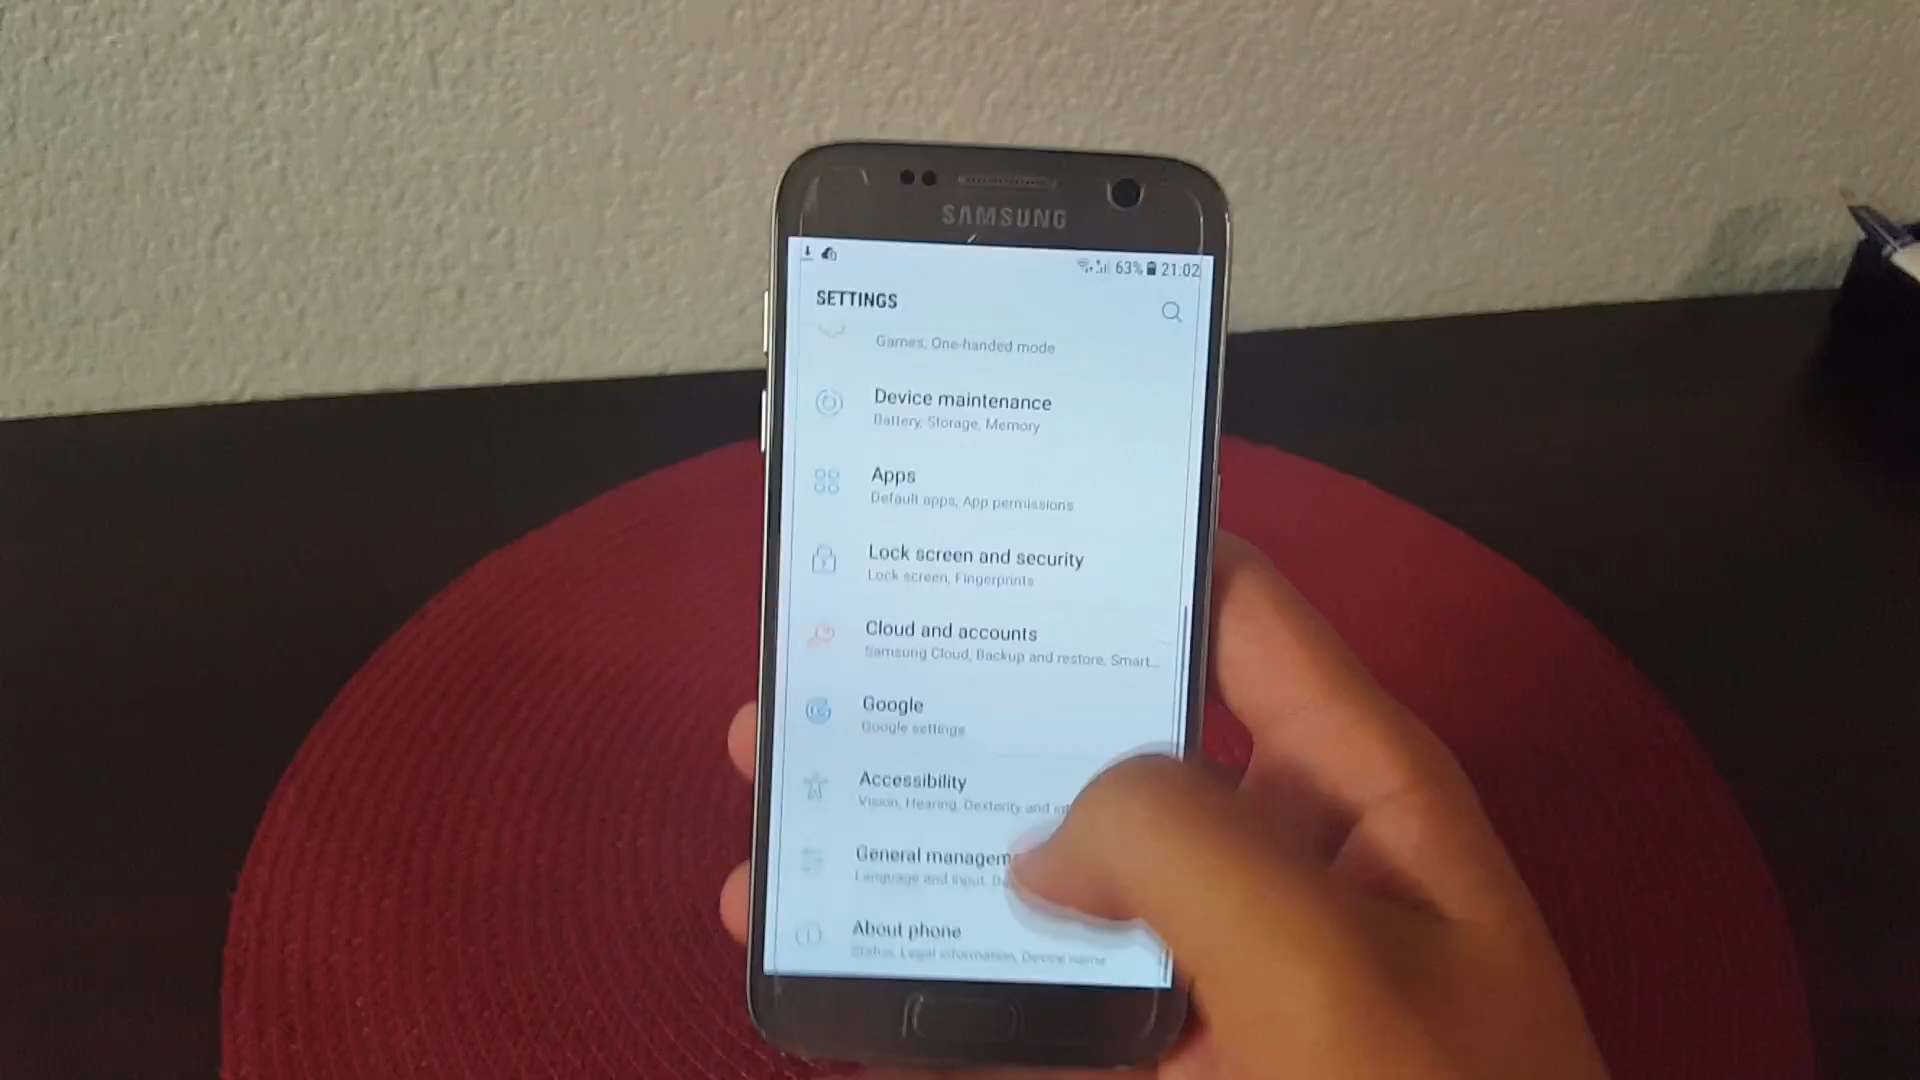 SAMSUNG
63% 21:02
SETTINGS
Games, One-handed mode
Device maintenance
Battery, Storage, Memory
Apps
Default apps, App permissions
Lock screen and security
Lock screen, Fingerprints
Cloud and accounts
Samsung Cloud, Backup and restore, Smart...
Google
Google settings
Accessibility
Vision, Hearing, Dexterity and
General managem
Language and input,
About phone
Status, Legal information, Device name